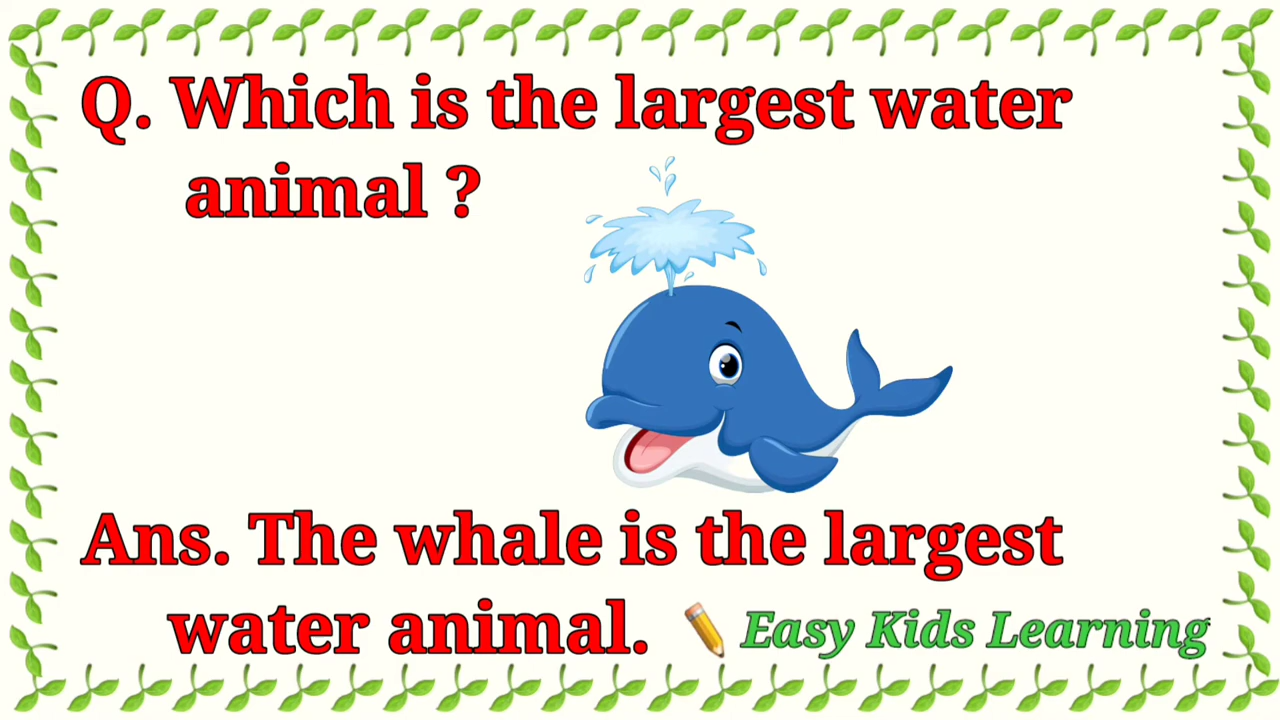 Q. Which is the largest water
animal ?
Ans. The whale is the largest
water animal.
Easy Kids Learning